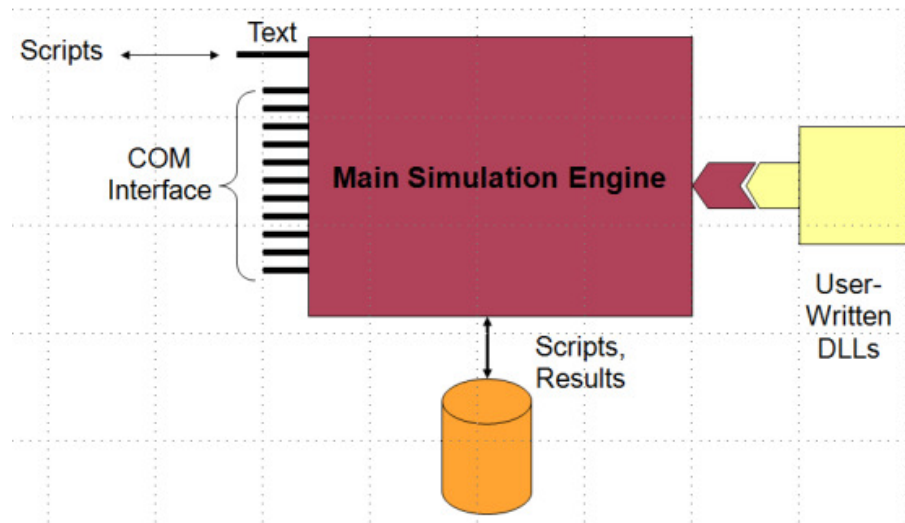 Text
Scripts
COM
Interface
Main Simulation Engine
User-
Written
DLLs
Scripts,
Results